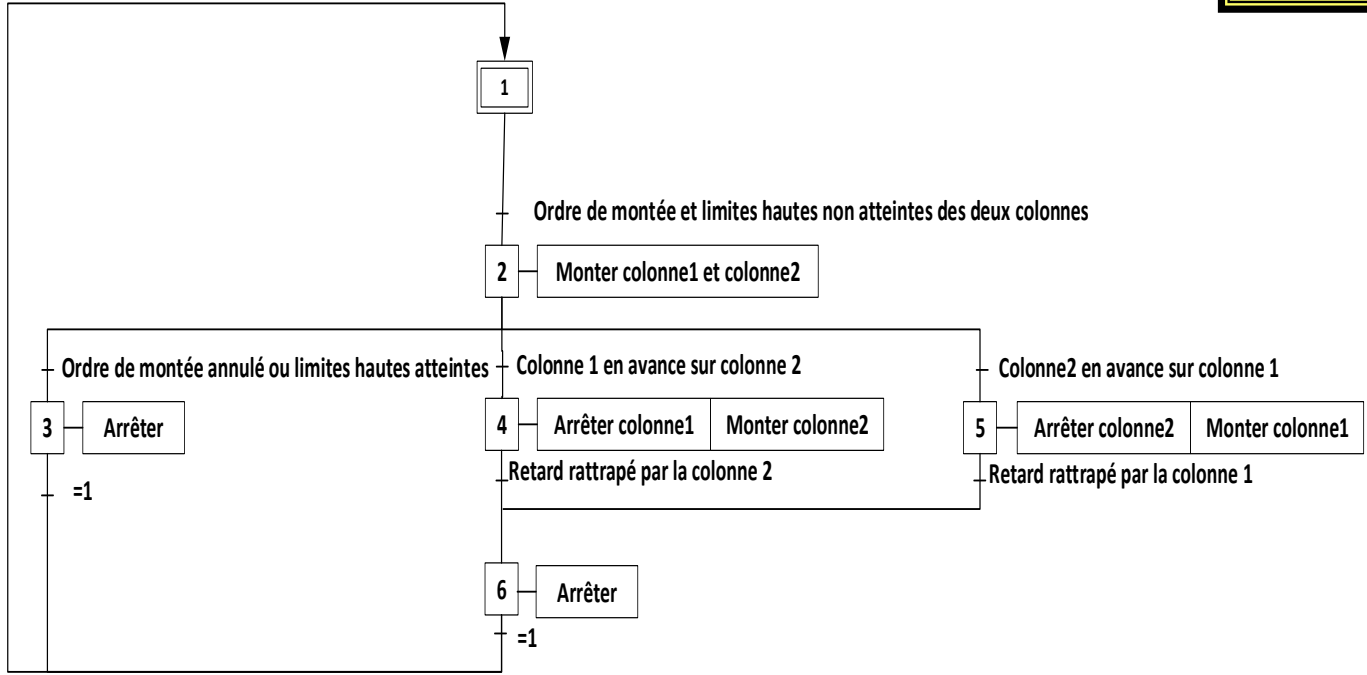 1
Ordre de montée et limites hautes non atteintes des deux colonnes
2
Monter colonne1 et colonne2
Ordre de montée annulé ou limites hautes atteintes
Colonne 1 en avance sur colonne 2
Colonne2 en avance sur colonne 1
3
Arrêter
4
Arrêter colonne1
Monter colonne2
5
Arrêter colonne2
Monter colonne1
=1
Retard rattrapé par la colonne 2
Retard rattrapé par la colonne 1
6
Arrêter
=1